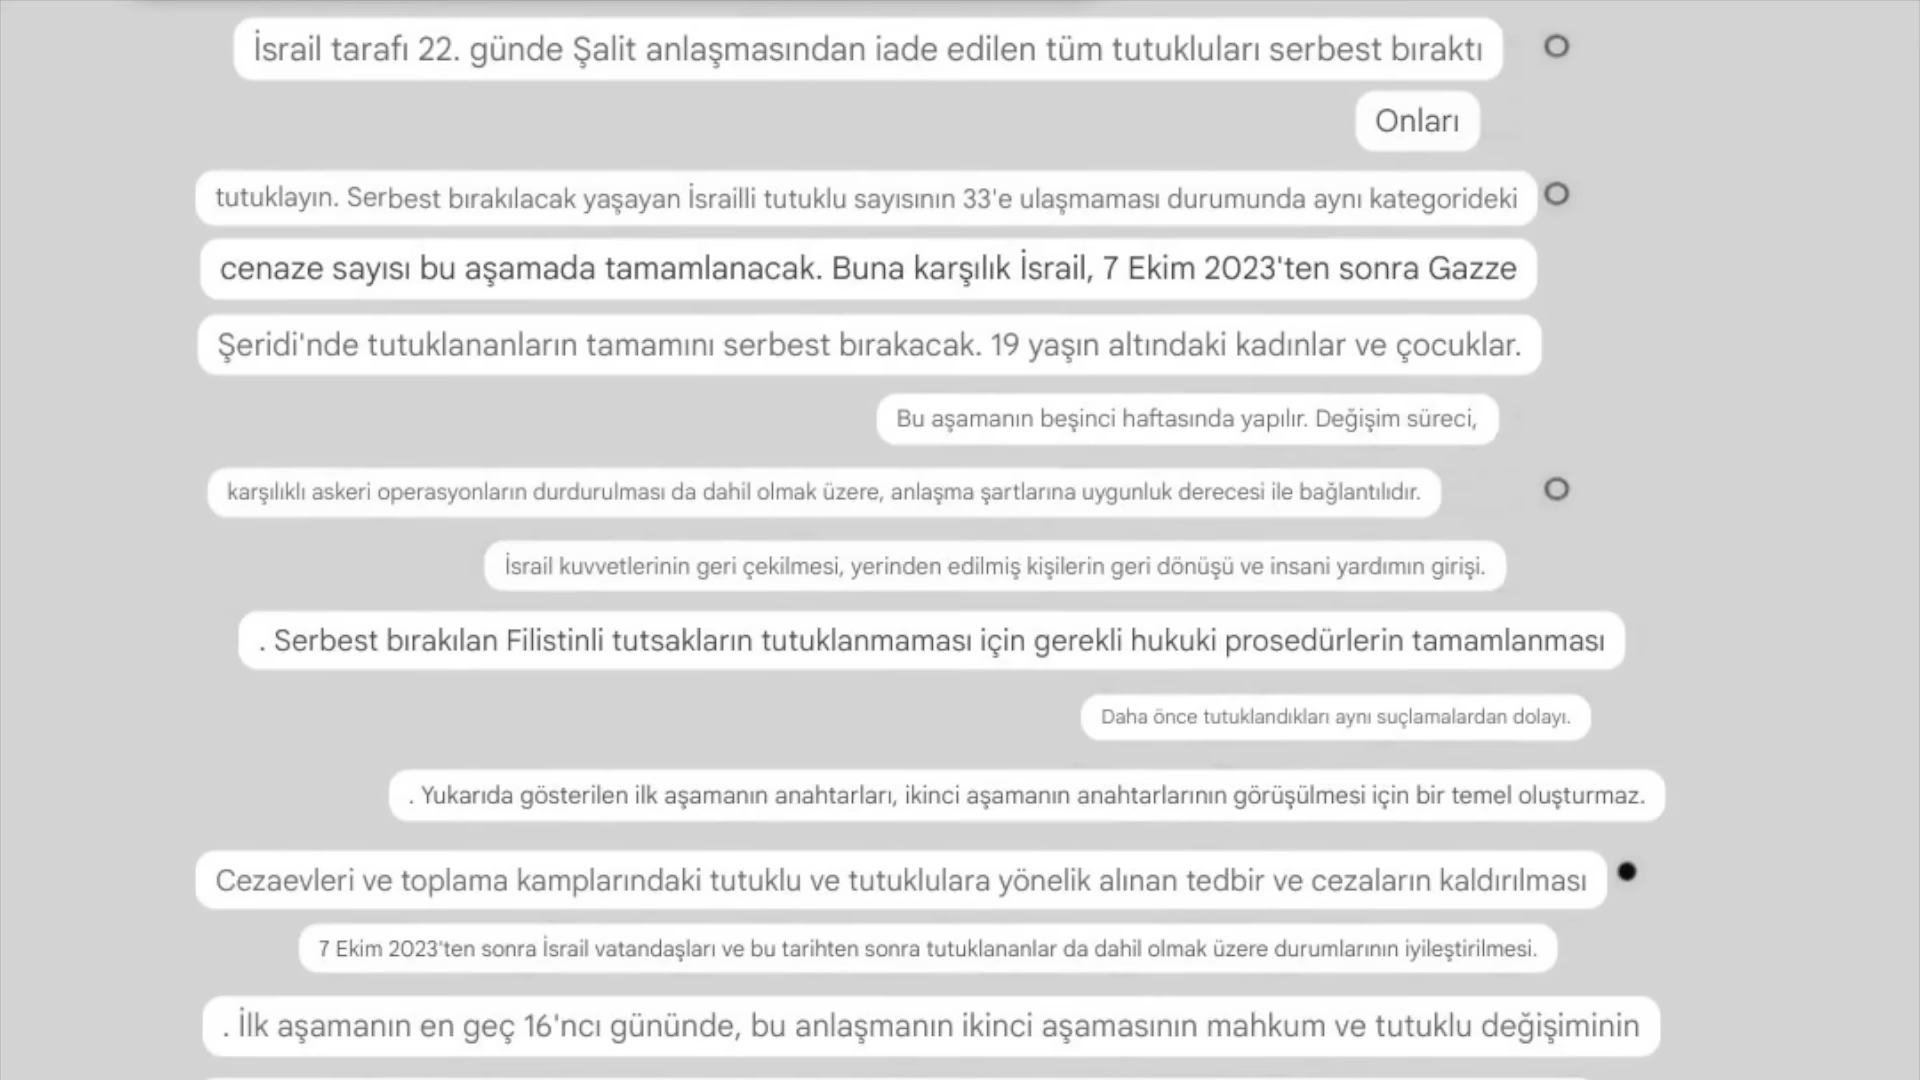 İsrail tarafı 22. günde Şalit anlaşmasından iade edilen tüm tutukluları serbest bıraktı
Onları
tutuklayın. Serbest bırakılacak yaşayan İsrailli tutuklu sayısının 33'e ulaşmaması durumunda aynı kategorideki
cenaze sayısı bu aşamada tamamlanacak. Buna karşılık İsrail, 7 Ekim 2023'ten sonra Gazze
Şeridi'nde tutuklananların tamamını serbest bırakacak. 19 yaşın altındaki kadınlar ve çocuklar.
Bu aşamanın beşinci haftasında yapılır. Değişim süreci,
karşılıklı askeri operasyonların durdurulması da dahil olmak üzere, anlaşma şartlarına uygunluk derecesi ile bağlantılıdır.
İsrail kuvvetlerinin geri çekilmesi, yerinden edilmiş kişilerin geri dönüşü ve insani yardımın girişi.
. Serbest bırakılan Filistinli tutsakların tutuklanmaması için gerekli hukuki prosedürlerin tamamlanması
Daha önce tutuklandıkları aynı suçlamalardan dolayı.
. Yukarıda gösterilen ilk aşamanın anahtarları, ikinci aşamanın anahtarlarının görüşülmesi için bir temel oluşturmaz.
Cezaevleri ve toplama kamplarındaki tutuklu ve tutuklulara yönelik alınan tedbir ve cezaların kaldırılması
7 Ekim 2023'ten sonra İsrail vatandaşları ve bu tarihten sonra tutuklananlar da dahil olmak üzere durumlarının iyileştirilmesi.
. İlk aşamanın en geç 16'ncı gününde, bu anlaşmanın ikinci aşamasının mahkum ve tutuklu değişiminin